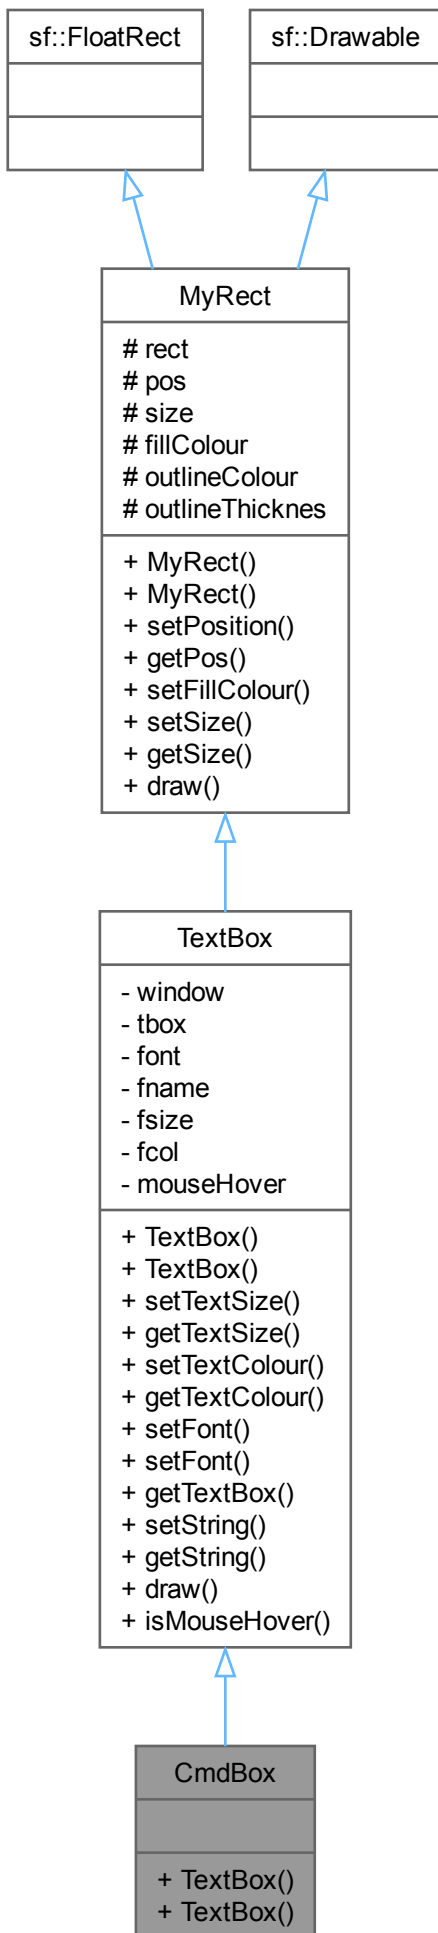 sf::FloatRect
sf::Drawable
MyRect
# rect
# pos
# size
# fillColour
# outlineColour
# outlineThicknes
+ MyRect()
+ MyRect()
+ setPosition()
+ getPos()
+ setFillColour()
+ setSize()
+ getSize()
+ draw()
TextBox
- window
- tbox
- font
- fname
- fsize
- fcol
- mouseHover
+ TextBox()
+ TextBox()
+ setTextSize()
+ getTextSize()
+ setTextColour()
+ getTextColour()
+ setFont()
+ setFont()
+ getTextBox()
+ setString()
+ getString()
+ draw()
+ isMouseHover()
CmdBox
+ TextBox()
+ TextBox()